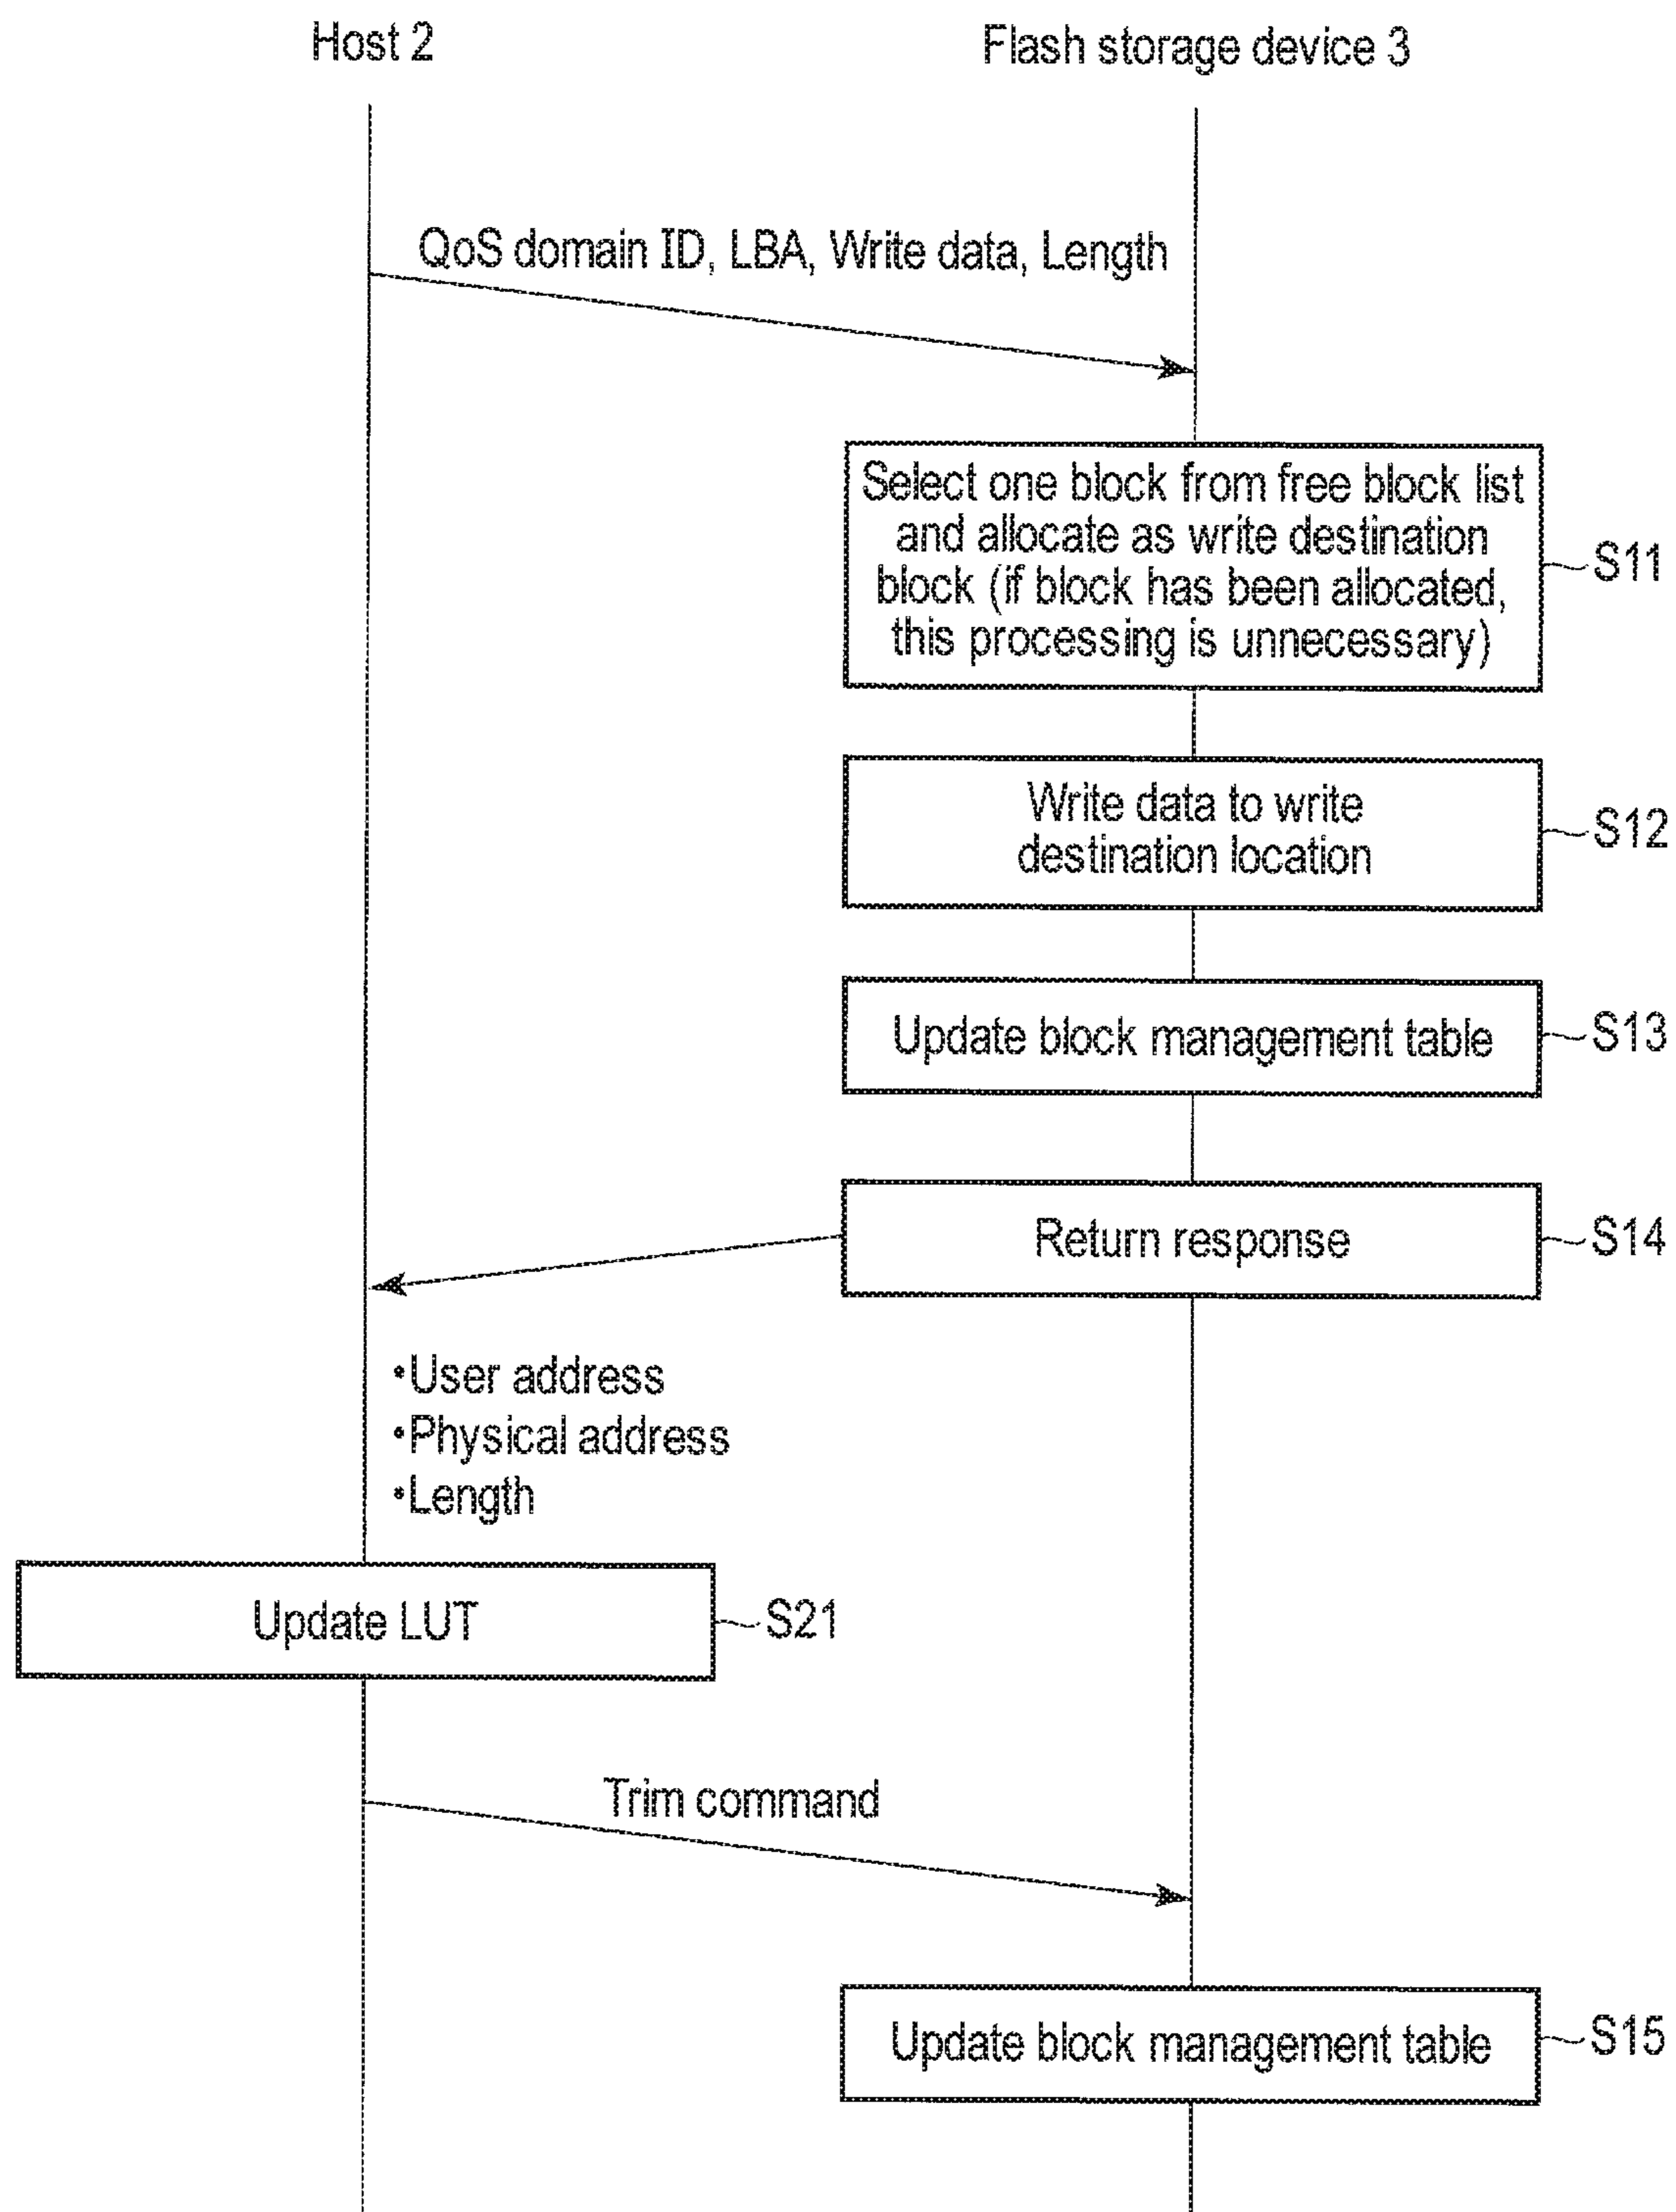 Host 2
Flash storage device 3
QoS domain ID, LBA, Write data, Length
Select one block from free block list
and allocate as write destination
block (if block has been allocated,
this processing is unnecessary)
S11
Write data to write
destination location
S12
Update block management table
S13
Return response
S14
•User address
•Physical address
•Length
Update LUT
S21
Trim command
Update block management table
S15